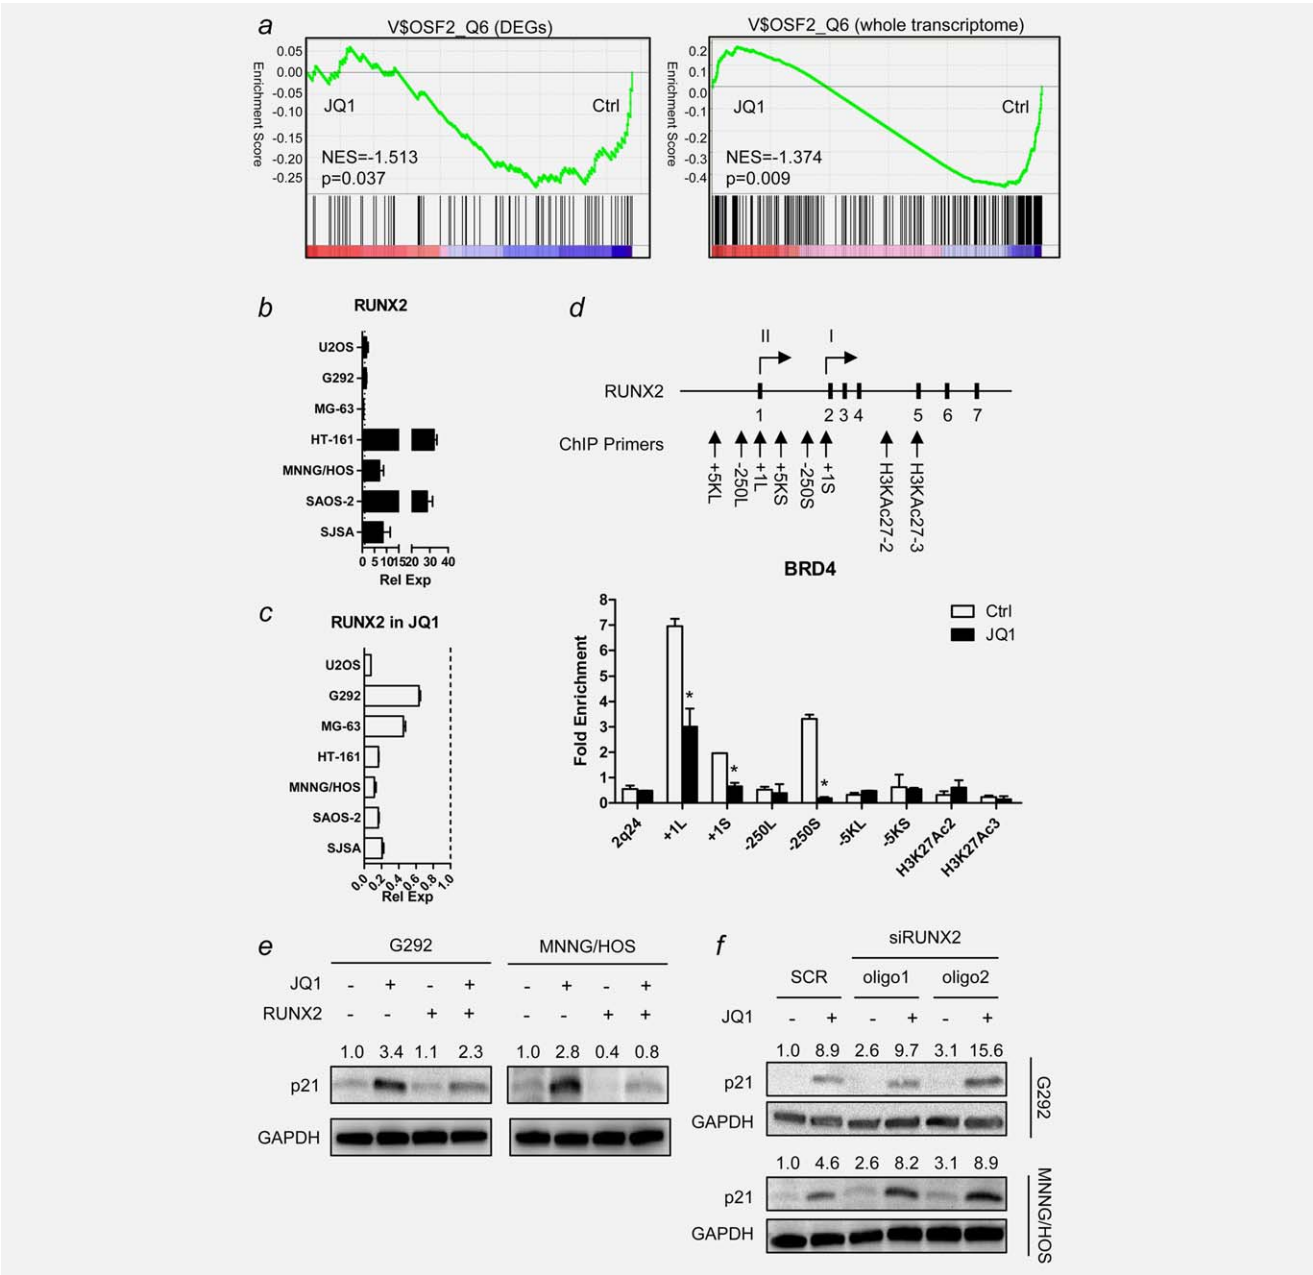 a
V$OSF2_Q6 (DEGs)
Enrichment Score
0.05
0.00
-0.05
-0.10
-0.15
-0.20
-0.25
JQ1
Ctrl
NES=-1.513
p=0.037
V$OSF2_Q6 (whole transcriptome)
Enrichment Score
0.2
0.1
0.0
-0.1
-0.2
-0.3
-0.4
JQ1
Ctrl
NES=-1.374
p=0.009
b
RUNX2
U2OS
G292
MG-63
HT-161
MNNG/HOS
SAOS-2
SJSA
0 5 10 15 20 30 40
Rel Exp
c
RUNX2 in JQ1
U2OS
G292
MG-63
HT-161
MNNG/HOS
SAOS-2
SJSA
0.0 0.2 0.4 0.6 0.8 1.0
Rel Exp
d
II I
RUNX2
1 2 3 4 5 6 7
ChIP Primers
+5KL
-250L
+1L
+5KS
-250S
+1S
H3KAc27-2
H3KAc27-3
BRD4
Fold Enrichment
8
7
6
5
4
3
2
1
0
Ctrl
JQ1
*
*
*
2q24 +1L +1S -250L -250S -5KL -5KS H3K27Ac2 H3K27Ac3
e
G292 MNNG/HOS
JQ1 - + - + - + - +
RUNX2 - - + + - - + +
1.0 3.4 1.1 2.3 1.0 2.8 0.4 0.8
p21
GAPDH
f
siRUNX2
SCR oligo1 oligo2
JQ1 - + - + - +
1.0 8.9 2.6 9.7 3.1 15.6
p21
GAPDH
G292
1.0 4.6 2.6 8.2 3.1 8.9
p21
GAPDH
MNNG/HOS